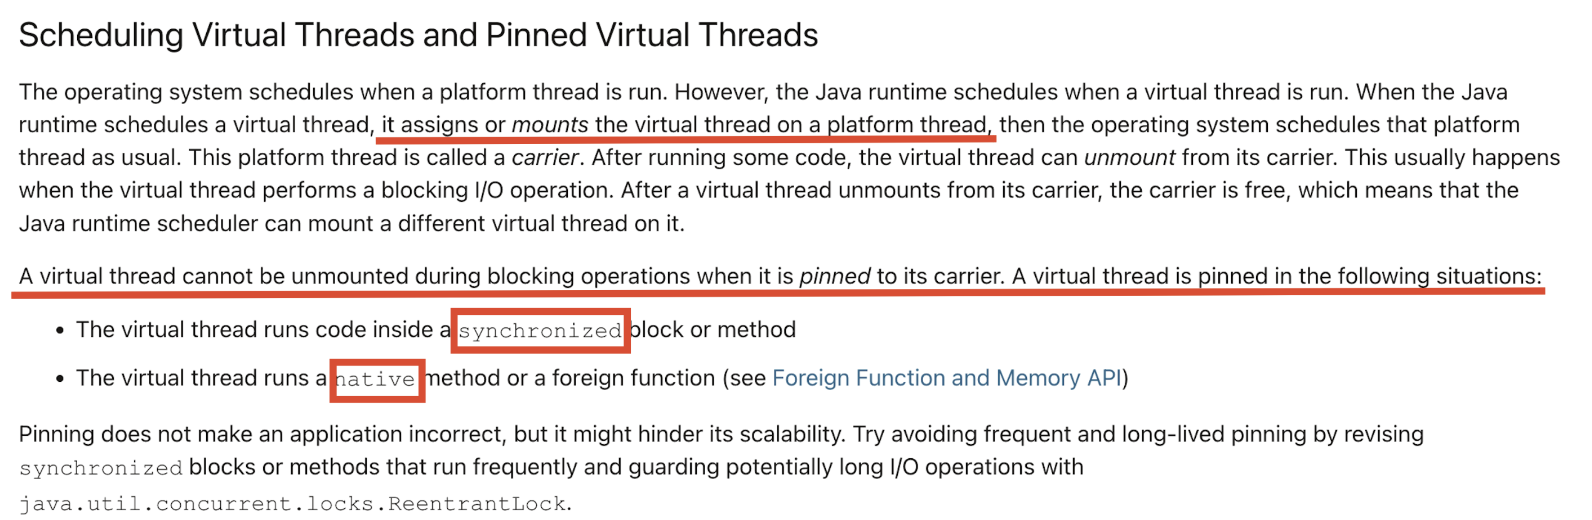 Scheduling Virtual Threads and Pinned Virtual Threads
The operating system schedules when a platform thread is run. However, the Java runtime schedules when a virtual thread is run. When the Java
runtime schedules a virtual thread, it assigns or mounts the virtual thread on a platform thread, then the operating system schedules that platform
thread as usual. This platform thread is called a carrier. After running some code, the virtual thread can unmount from its carrier. This usually happens
when the virtual thread performs a blocking I/O operation. After a virtual thread unmounts from its carrier, the carrier is free, which means that the
Java runtime scheduler can mount a different virtual thread on it.
A virtual thread cannot be unmounted during blocking operations when it is pinned to its carrier. A virtual thread is pinned in the following situations:
• The virtual thread runs code inside a synchronized block or method
• The virtual thread runs a native method or a foreign function (see Foreign Function and Memory API)
Pinning does not make an application incorrect, but it might hinder its scalability. Try avoiding frequent and long-lived pinning by revising
synchronized blocks or methods that run frequently and guarding potentially long I/O operations with
java.util.concurrent.locks.ReentrantLock.